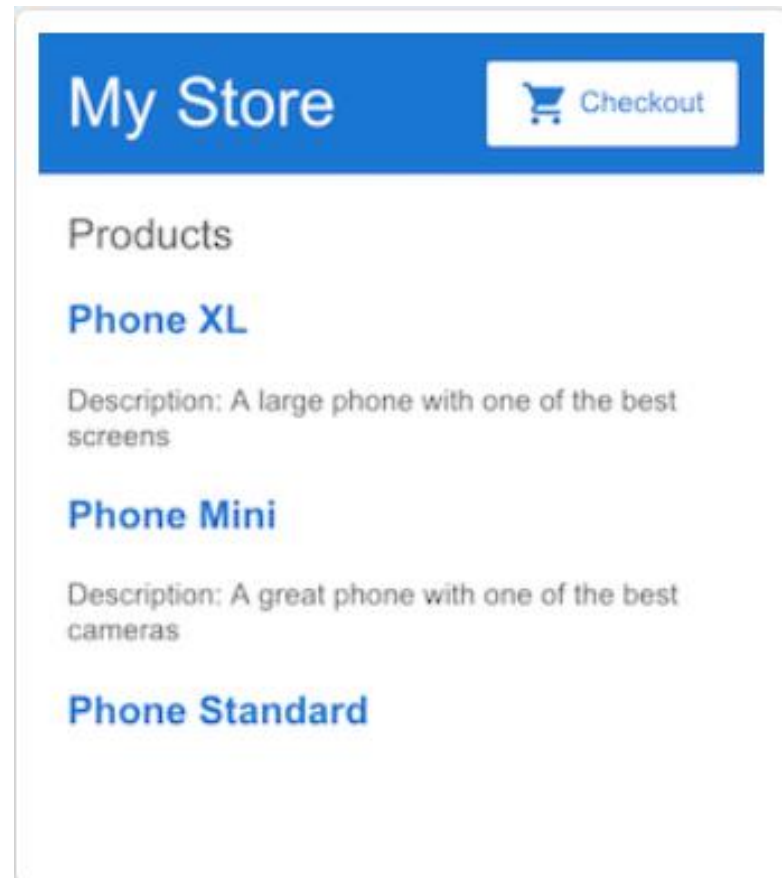 My Store
Checkout
Products
Phone XL
Description: A large phone with one of the best
screens
Phone Mini
Description: A great phone with one of the best
cameras
Phone Standard